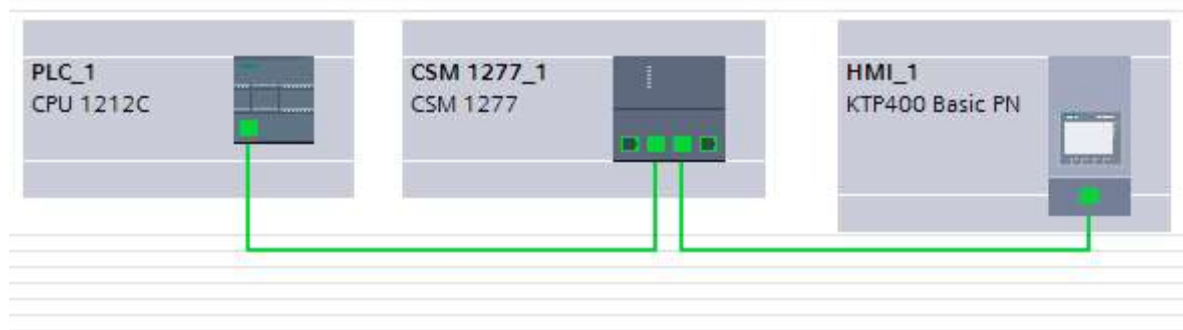 PLC_1
CPU 1212C
CSM 1277_1
CSM 1277
HMI_1
KTP400 Basic PN